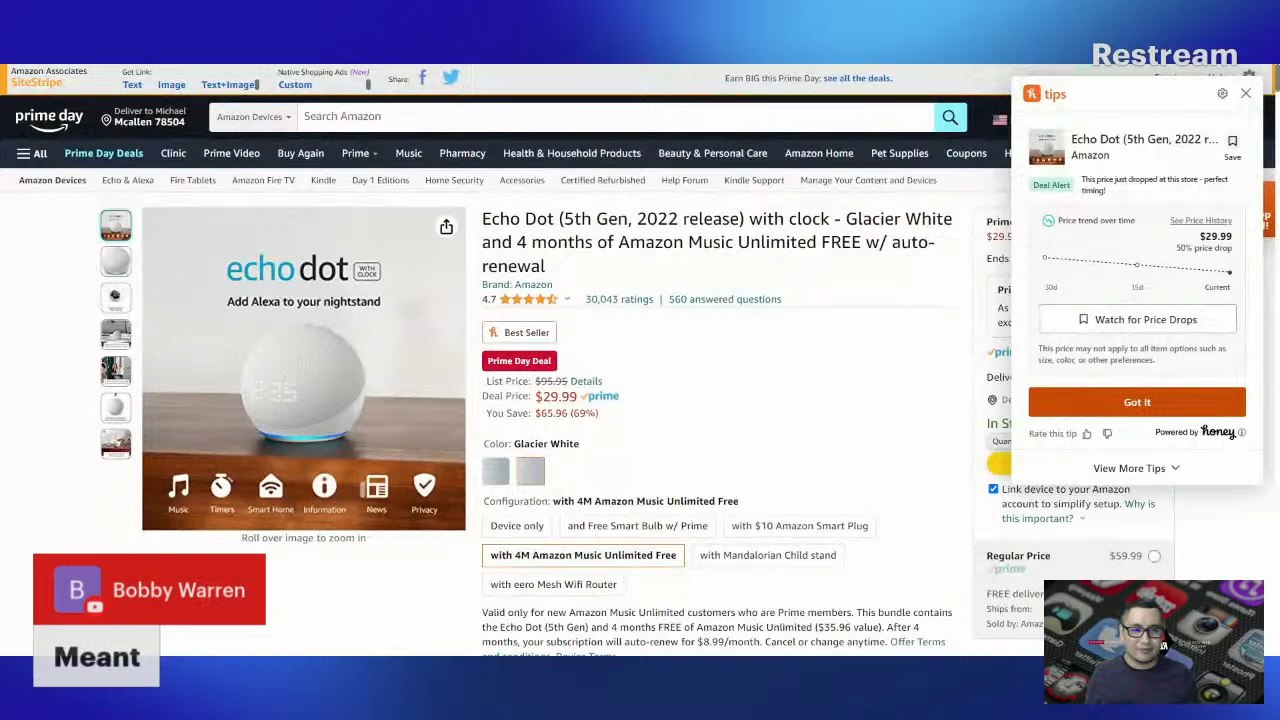 Restream
Amazon Associates
SiteStripe
Get Link:
Text
Image
Text+Image
Native Shopping Ads (New)
Custom
Share:
Earn BIG this Prime Day: see all the deals.
prime day
Deliver to Michael
Mcallen 78504
Amazon Devices
Search Amazon
All
Prime Day Deals
Clinic
Prime Video
Buy Again
Prime
Music
Pharmacy
Health & Household Products
Beauty & Personal Care
Amazon Home
Pet Supplies
Coupons
Amazon Devices
Echo & Alexa
Fire Tablets
Amazon Fire TV
Kindle
Day 1 Editions
Home Security
Accessories
Certified Refurbished
Help Forum
Kindle Support
Manage Your Content and Devices
echo dot WITH CLOCK
Add Alexa to your nightstand
Music
Timers
Smart Home
Information
News
Privacy
Roll over image to zoom in
Echo Dot (5th Gen, 2022 release) with clock - Glacier White
and 4 months of Amazon Music Unlimited FREE w/ auto-
renewal
Brand: Amazon
4.7
30,043 ratings | 560 answered questions
Best Seller
Prime Day Deal
List Price: $95.95 Details
Deal Price: $29.99 prime
You Save: $65.96 (69%)
Color: Glacier White
Configuration: with 4M Amazon Music Unlimited Free
Device only
and Free Smart Bulb w/ Prime
with $10 Amazon Smart Plug
with 4M Amazon Music Unlimited Free
with Mandalorian Child stand
with eero Mesh Wifi Router
Valid only for new Amazon Music Unlimited customers who are Prime members. This bundle contains
the Echo Dot (5th Gen) and 4 months FREE of Amazon Music Unlimited ($35.96 value). After 4
months, your subscription will auto-renew for $8.99/month. Cancel or change anytime. Offer Terms
tips
Echo Dot (5th Gen, 2022 r...
Amazon
Save
Deal Alert
This price just dropped at this store - perfect
timing!
Price trend over time
See Price History
$29.99
50% price drop
30d
15d
Current
Watch for Price Drops
This price may not apply to all item options such as
size, color, or other preferences.
Got It
Rate this tip
Powered by honey
View More Tips
Link device to your Amazon
account to simplify setup. Why is
this important?
Regular Price
$59.99
prime
FREE deliver
Ships from:
Sold by: Amaz
B
Bobby Warren
Meant